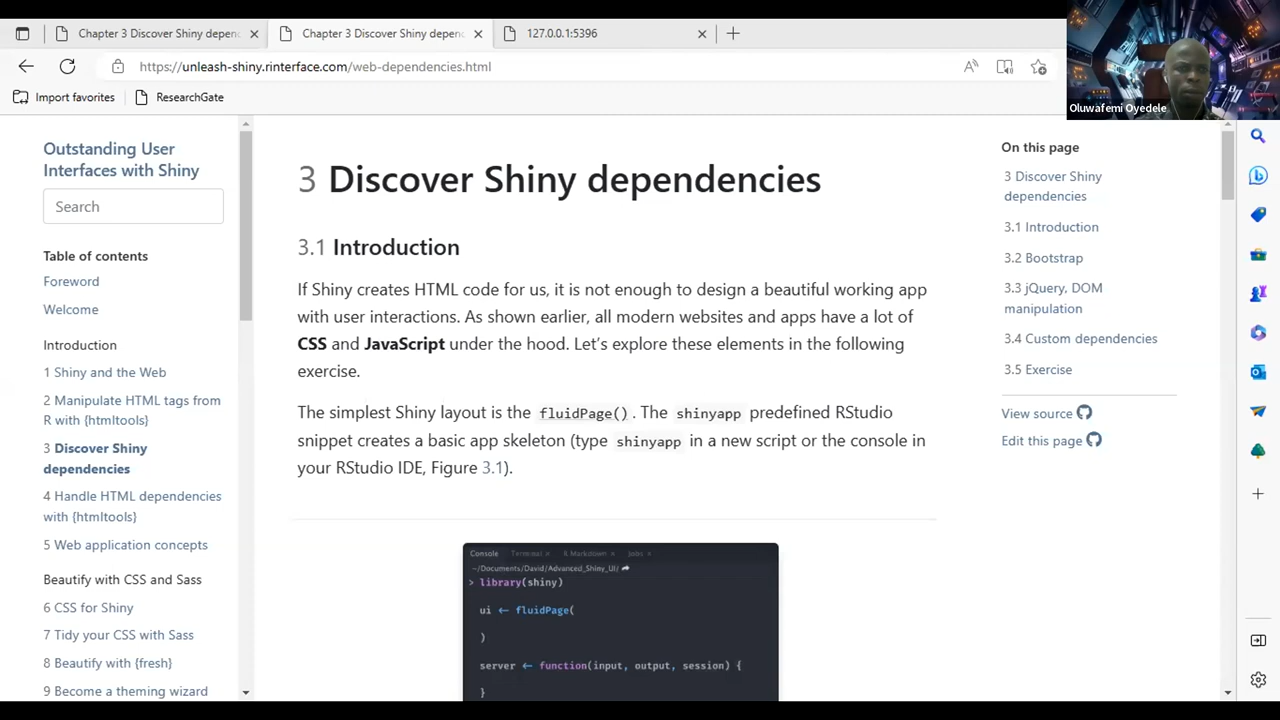 Chapter 3 Discover Shiny depenc
Chapter 3 Discover Shiny depenc
127.0.0.1:5396
https://unleash-shiny.rinterface.com/web-dependencies.html
Import favorites
ResearchGate
Oluwafemi Oyedele
Outstanding User
Interfaces with Shiny
Search
Table of contents
Foreword
Welcome
Introduction
1 Shiny and the Web
2 Manipulate HTML tags from
R with {htmltools}
3 Discover Shiny
dependencies
4 Handle HTML dependencies
with {htmltools}
5 Web application concepts
Beautify with CSS and Sass
6 CSS for Shiny
7 Tidy your CSS with Sass
8 Beautify with {fresh}
9 Become a theming wizard
3 Discover Shiny dependencies
3.1 Introduction
If Shiny creates HTML code for us, it is not enough to design a beautiful working app
with user interactions. As shown earlier, all modern websites and apps have a lot of
CSS and JavaScript under the hood. Let's explore these elements in the following
exercise.
The simplest Shiny layout is the fluidPage(). The shinyapp predefined RStudio
snippet creates a basic app skeleton (type shinyapp in a new script or the console in
your RStudio IDE, Figure 3.1).
Console Terminal × R Markdown × Jobs ×
~/Documents/David/Advanced_Shiny_UI/
> library(shiny)
ui <- fluidPage(
)
server <- function(input, output, session) {
}
On this page
3 Discover Shiny
dependencies
3.1 Introduction
3.2 Bootstrap
3.3 jQuery, DOM
manipulation
3.4 Custom dependencies
3.5 Exercise
View source
Edit this page